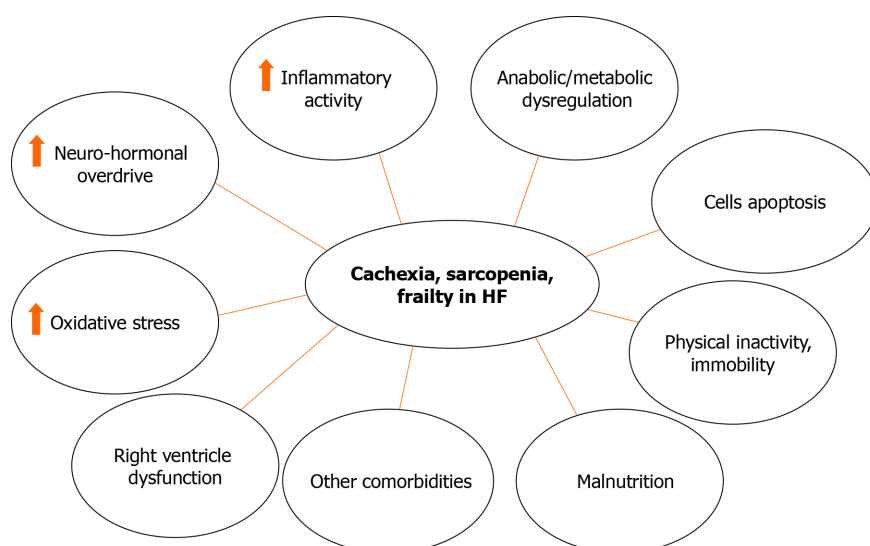 Inflammatory
activity
Anabolic/metabolic
dysregulation
Neuro-hormonal
overdrive
Cells apoptosis
Cachexia, sarcopenia,
frailty in HF
Oxidative stress
Physical inactivity,
immobility
Right ventricle
dysfunction
Other comorbidities
Malnutrition